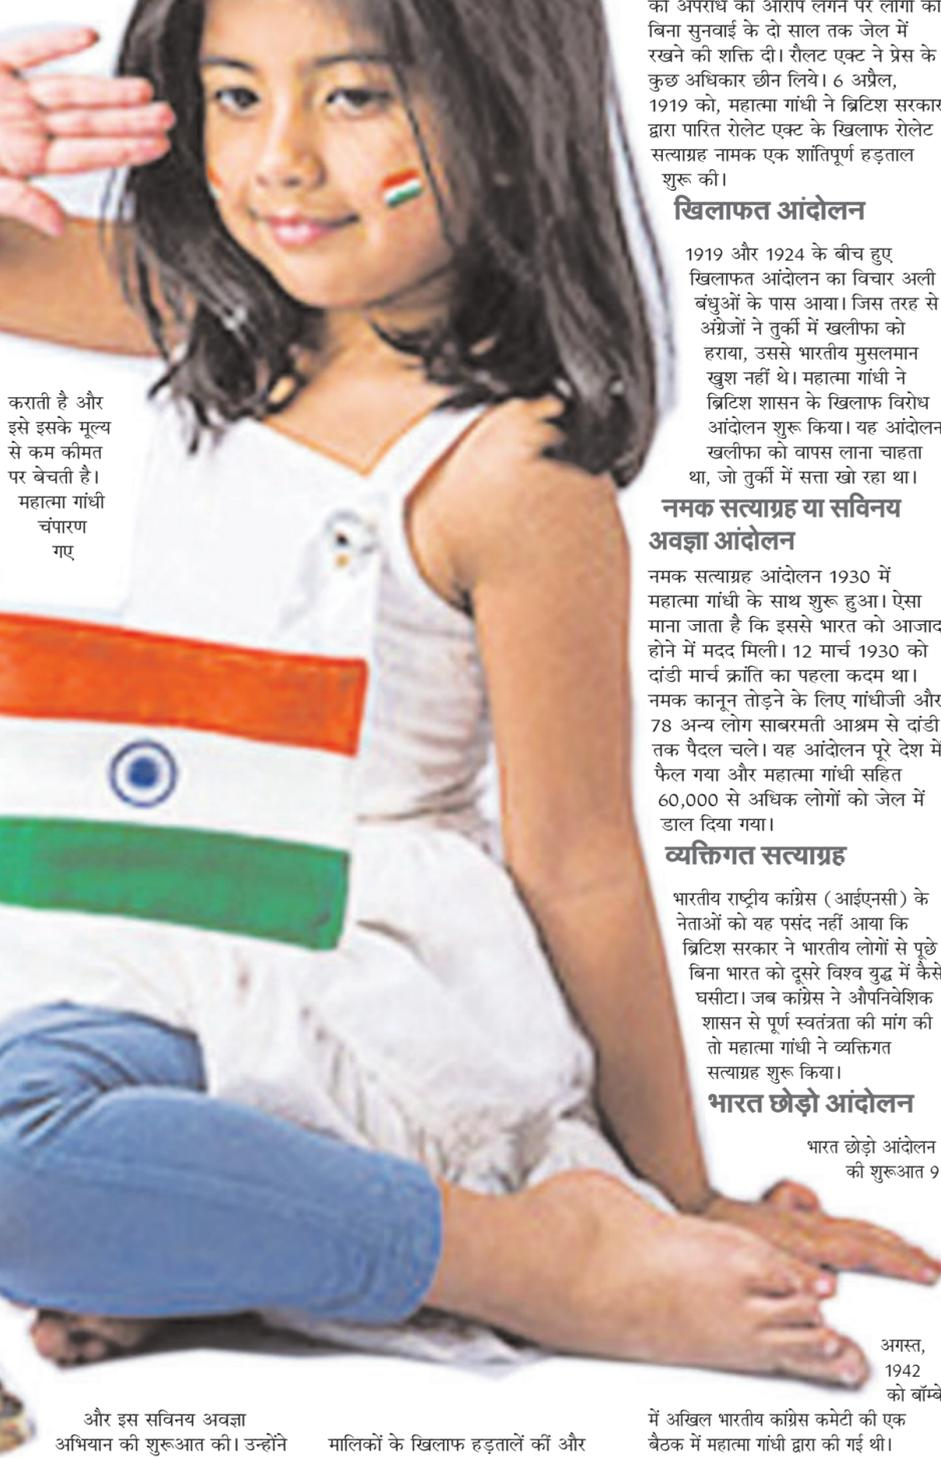 कराती है और
इसे इसके मूल्य
से कम कीमत
पर बेचती है।
महात्मा गांधी
चंपारण
गए
और इस सविनय अवज्ञा
अभियान की शुरूआत की। उन्होंने
मालिकों के खिलाफ हड़तालें कीं और
को अपराध का आरोप लगने पर लोगों को
बिना सुनवाई के दो साल तक जेल में
रखने की शक्ति दी। रौलट एक्ट ने प्रेस के
कुछ अधिकार छीन लिये। 6 अप्रैल,
1919 को, महात्मा गांधी ने ब्रिटिश सरकार
द्वारा पारित रोलेट एक्ट के खिलाफ रोलेट
सत्याग्रह नामक एक शांतिपूर्ण हड़ताल
शुरू की।
खिलाफत आंदोलन
1919 और 1924 के बीच हुए
खिलाफत आंदोलन का विचार अली
बंधुओं के पास आया। जिस तरह से
अंग्रेजों ने तुर्की में खलीफा को
हराया, उससे भारतीय मुसलमान
खुश नहीं थे। महात्मा गांधी ने
ब्रिटिश शासन के खिलाफ विरोध
आंदोलन शुरू किया। यह आंदोलन
खलीफा को वापस लाना चाहता
था, जो तुर्की में सत्ता खो रहा था।
नमक सत्याग्रह या सविनय
अवज्ञा आंदोलन
नमक सत्याग्रह आंदोलन 1930 में
महात्मा गांधी के साथ शुरू हुआ। ऐसा
माना जाता है कि इससे भारत को आजाद
होने में मदद मिली। 12 मार्च 1930 को
दांडी मार्च क्रांति का पहला कदम था।
नमक कानून तोड़ने के लिए गांधीजी और
78 अन्य लोग साबरमती आश्रम से दांडी
तक पैदल चले। यह आंदोलन पूरे देश में
फैल गया और महात्मा गांधी सहित
60,000 से अधिक लोगों को जेल में
डाल दिया गया।
व्यक्तिगत सत्याग्रह
भारतीय राष्ट्रीय कांग्रेस (आईएनसी) के
नेताओं को यह पसंद नहीं आया कि
ब्रिटिश सरकार ने भारतीय लोगों से पूछे
बिना भारत को दूसरे विश्व युद्ध में कैसे
घसीटा। जब कांग्रेस ने औपनिवेशिक
शासन से पूर्ण स्वतंत्रता की मांग की
तो महात्मा गांधी ने व्यक्तिगत
सत्याग्रह शुरू किया।
भारत छोड़ो आंदोलन
भारत छोड़ो आंदोलन
की शुरूआत 9
अगस्त,
1942
को बॉम्बे
में अखिल भारतीय कांग्रेस कमेटी की एक
बैठक में महात्मा गांधी द्वारा की गई थी।